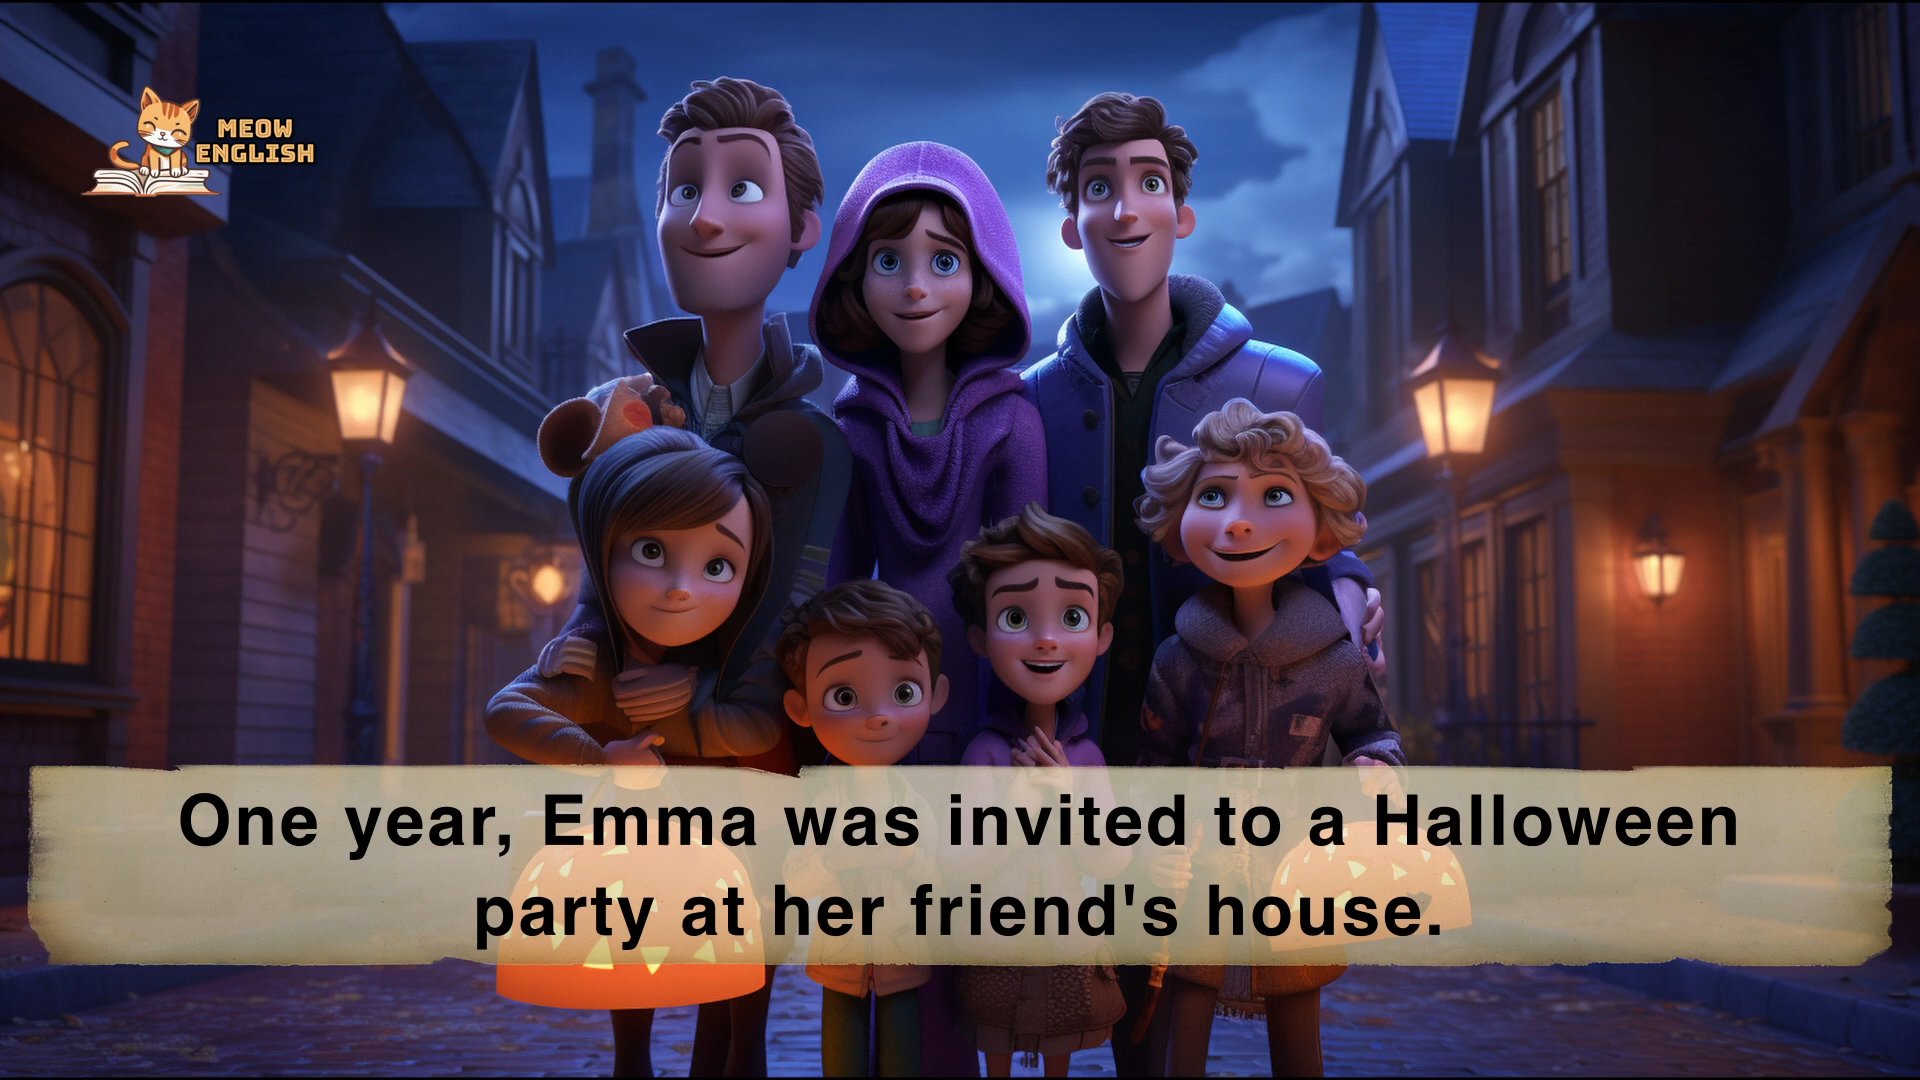 MEOW
ENGLISH
One year, Emma was invited to a Halloween
party at her friend's house.